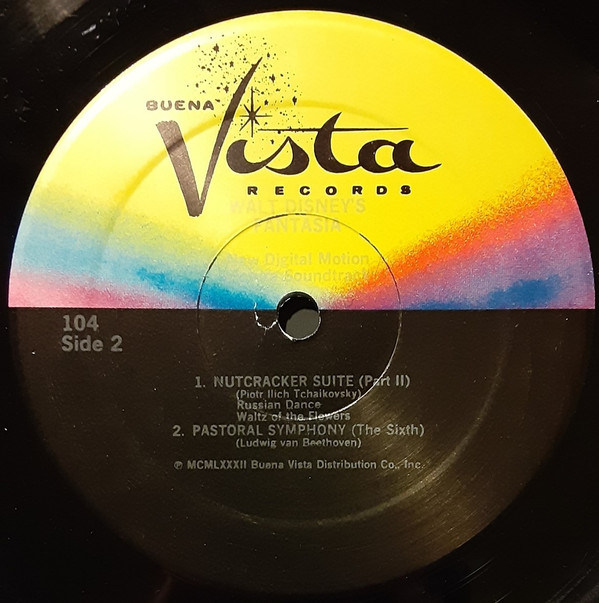 BUENA
Vista
RECORDS
WALT DISNEY'S
FANTASIA
New Digital Motion
Soundtrack
104
Side 2
1. NUTCRACKER SUITE (Part II)
(Piotr Ilich Tchaikovsky)
Russian Dance
Waltz of the Flowers
2. PASTORAL SYMPHONY (The Sixth)
(Ludwig van Beethoven)
℗ MCMLXXXII Buena Vista Distribution Co., Inc.